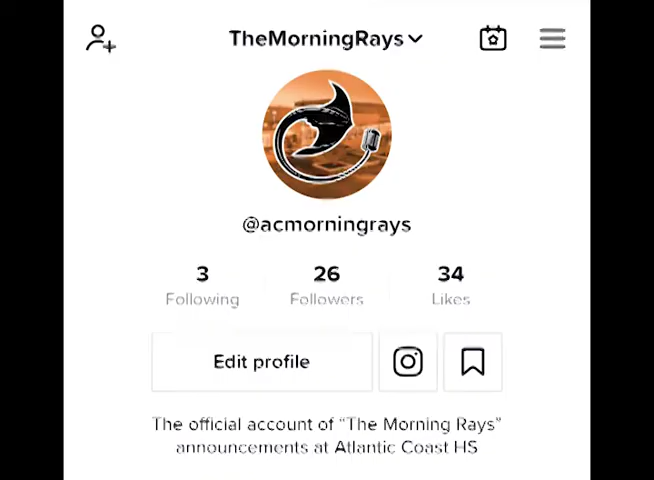 TheMorningRays
@acmorningrays
3 26 34
Following Followers Likes
Edit profile
The official account of “The Morning Rays”
announcements at Atlantic Coast HS